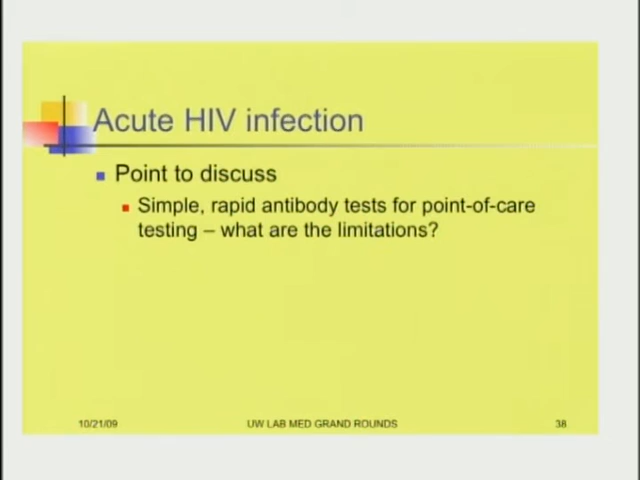 Acute HIV infection
Point to discuss
Simple, rapid antibody tests for point-of-care
testing – what are the limitations?
10/21/09 UW LAB MED GRAND ROUNDS 38